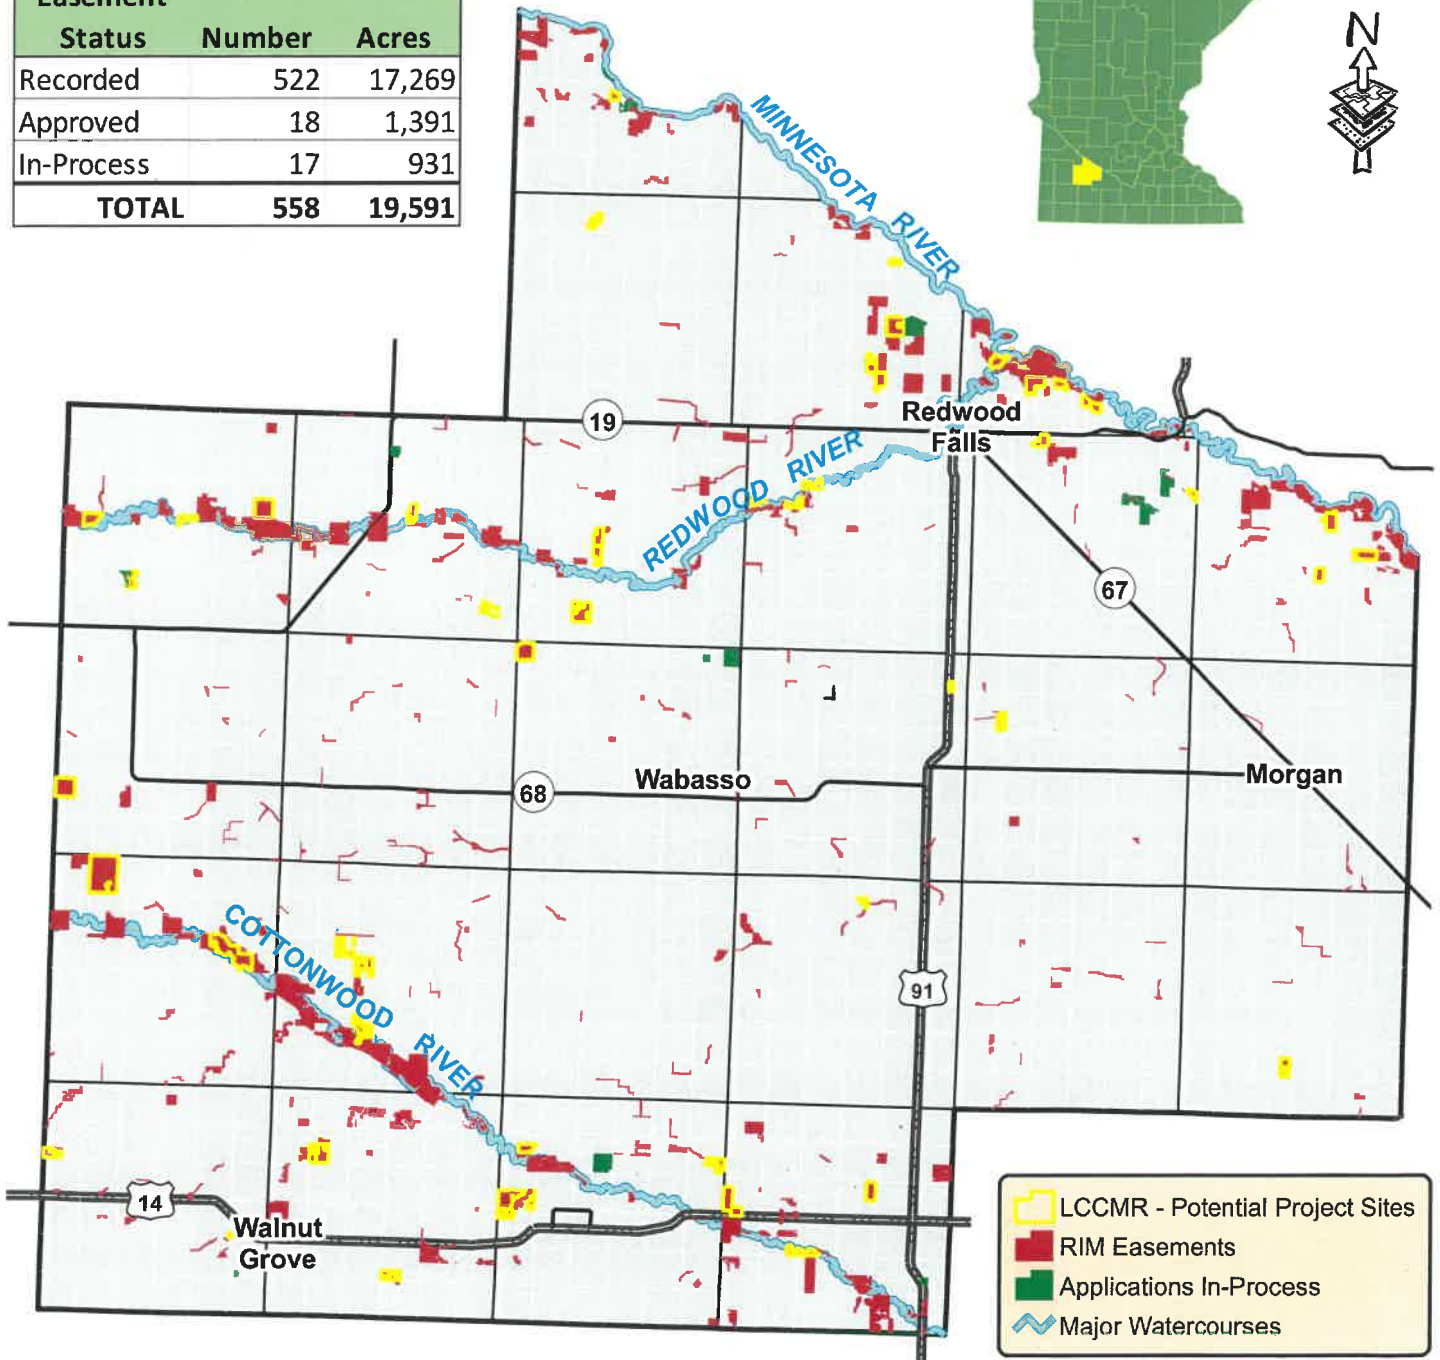 Easement
Status Number Acres
Recorded 522 17,269
Approved 18 1,391
In-Process 17 931
TOTAL 558 19,591
N
MINNESOTA RIVER
19
Redwood
Falls
REDWOOD RIVER
67
Wabasso
68
Morgan
COTTONWOOD RIVER
91
14
Walnut
Grove
LCCMR - Potential Project Sites
RIM Easements
Applications In-Process
Major Watercourses